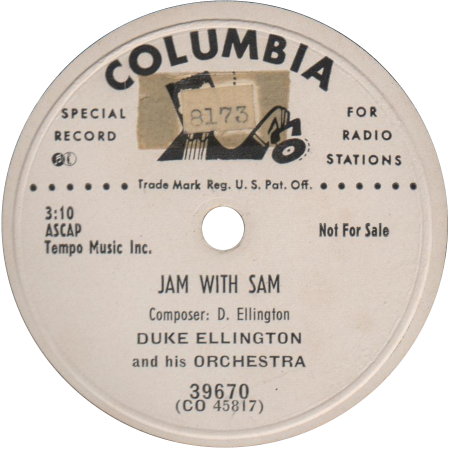 COLUMBIA
8173
SPECIAL
RECORD
FOR
RADIO
STATIONS
Trade Mark Reg. U. S. Pat. Off.
3:10
ASCAP
Tempo Music Inc.
Not For Sale
JAM WITH SAM
Composer: D. Ellington
DUKE ELLINGTON
and his ORCHESTRA
39670
(CO 45817)